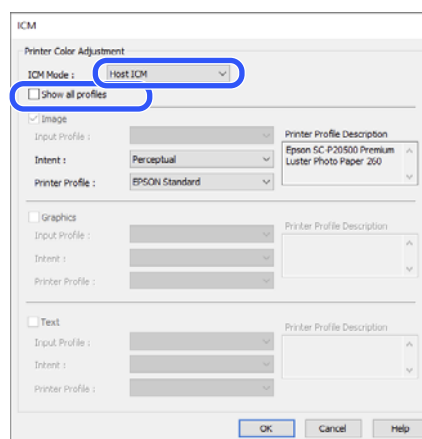 ICM
Printer Color Adjustment
ICM Mode :
Host ICM
Show all profiles
Image
Input Profile :
Printer Profile Description
Intent :
Perceptual
Epson SC-P20500 Premium
Luster Photo Paper 260
Printer Profile :
EPSON Standard
Graphics
Input Profile :
Printer Profile Description
Intent :
Printer Profile :
Text
Input Profile :
Printer Profile Description
Intent :
Printer Profile :
OK
Cancel
Help